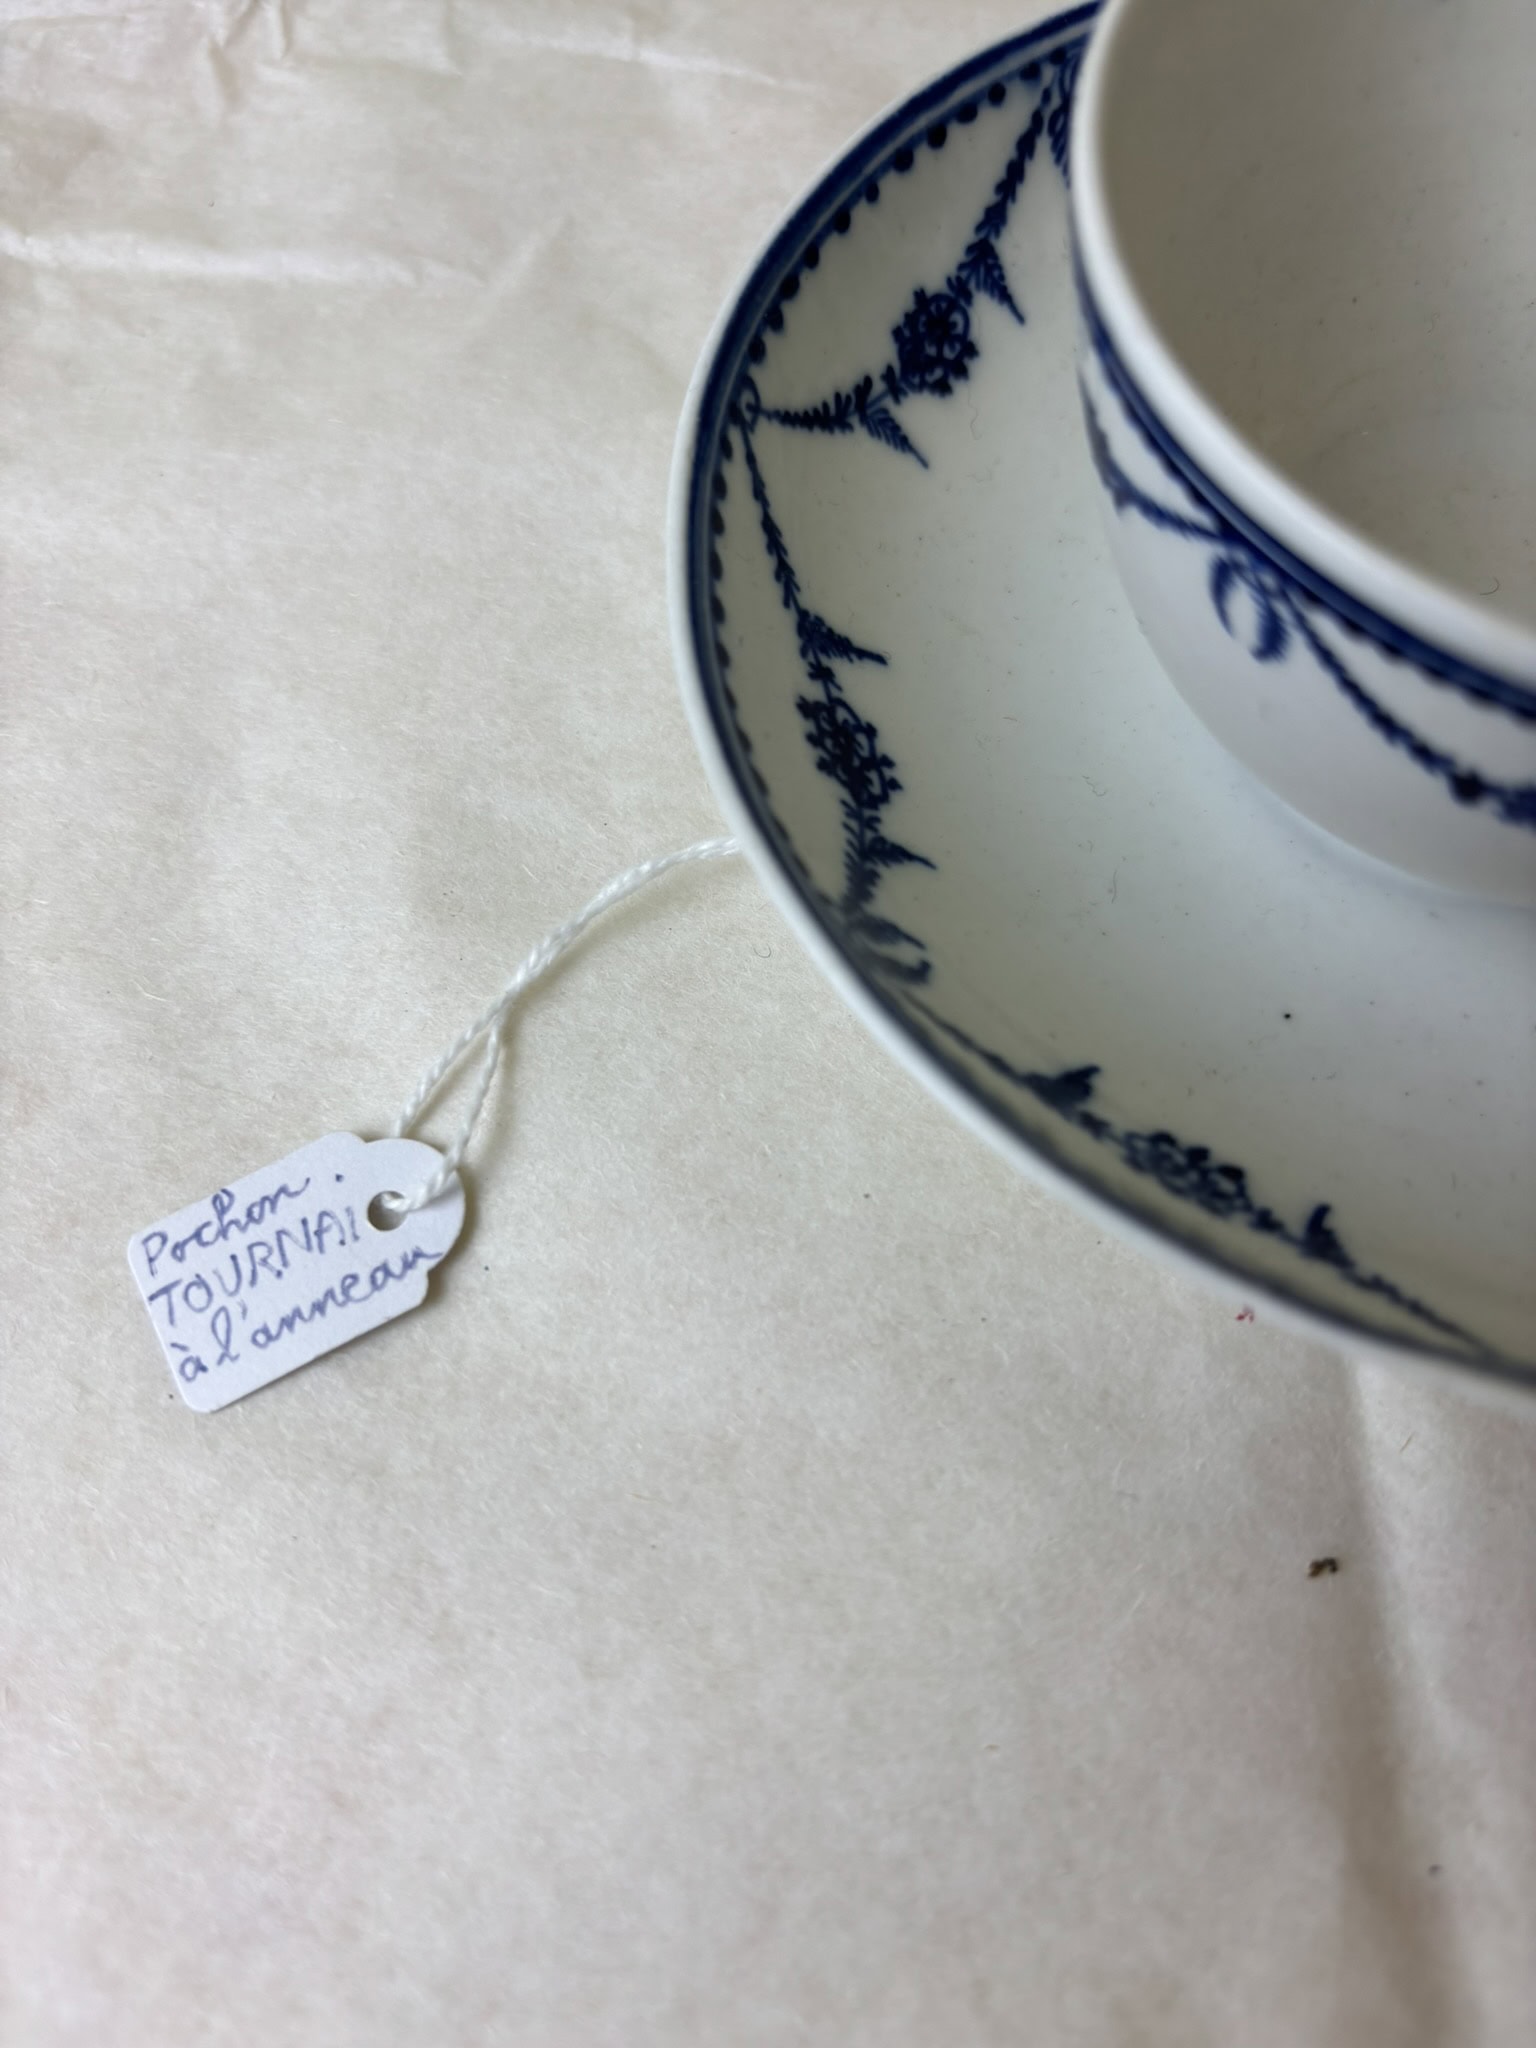 Pochon.
TOURNAI
à l'anneau